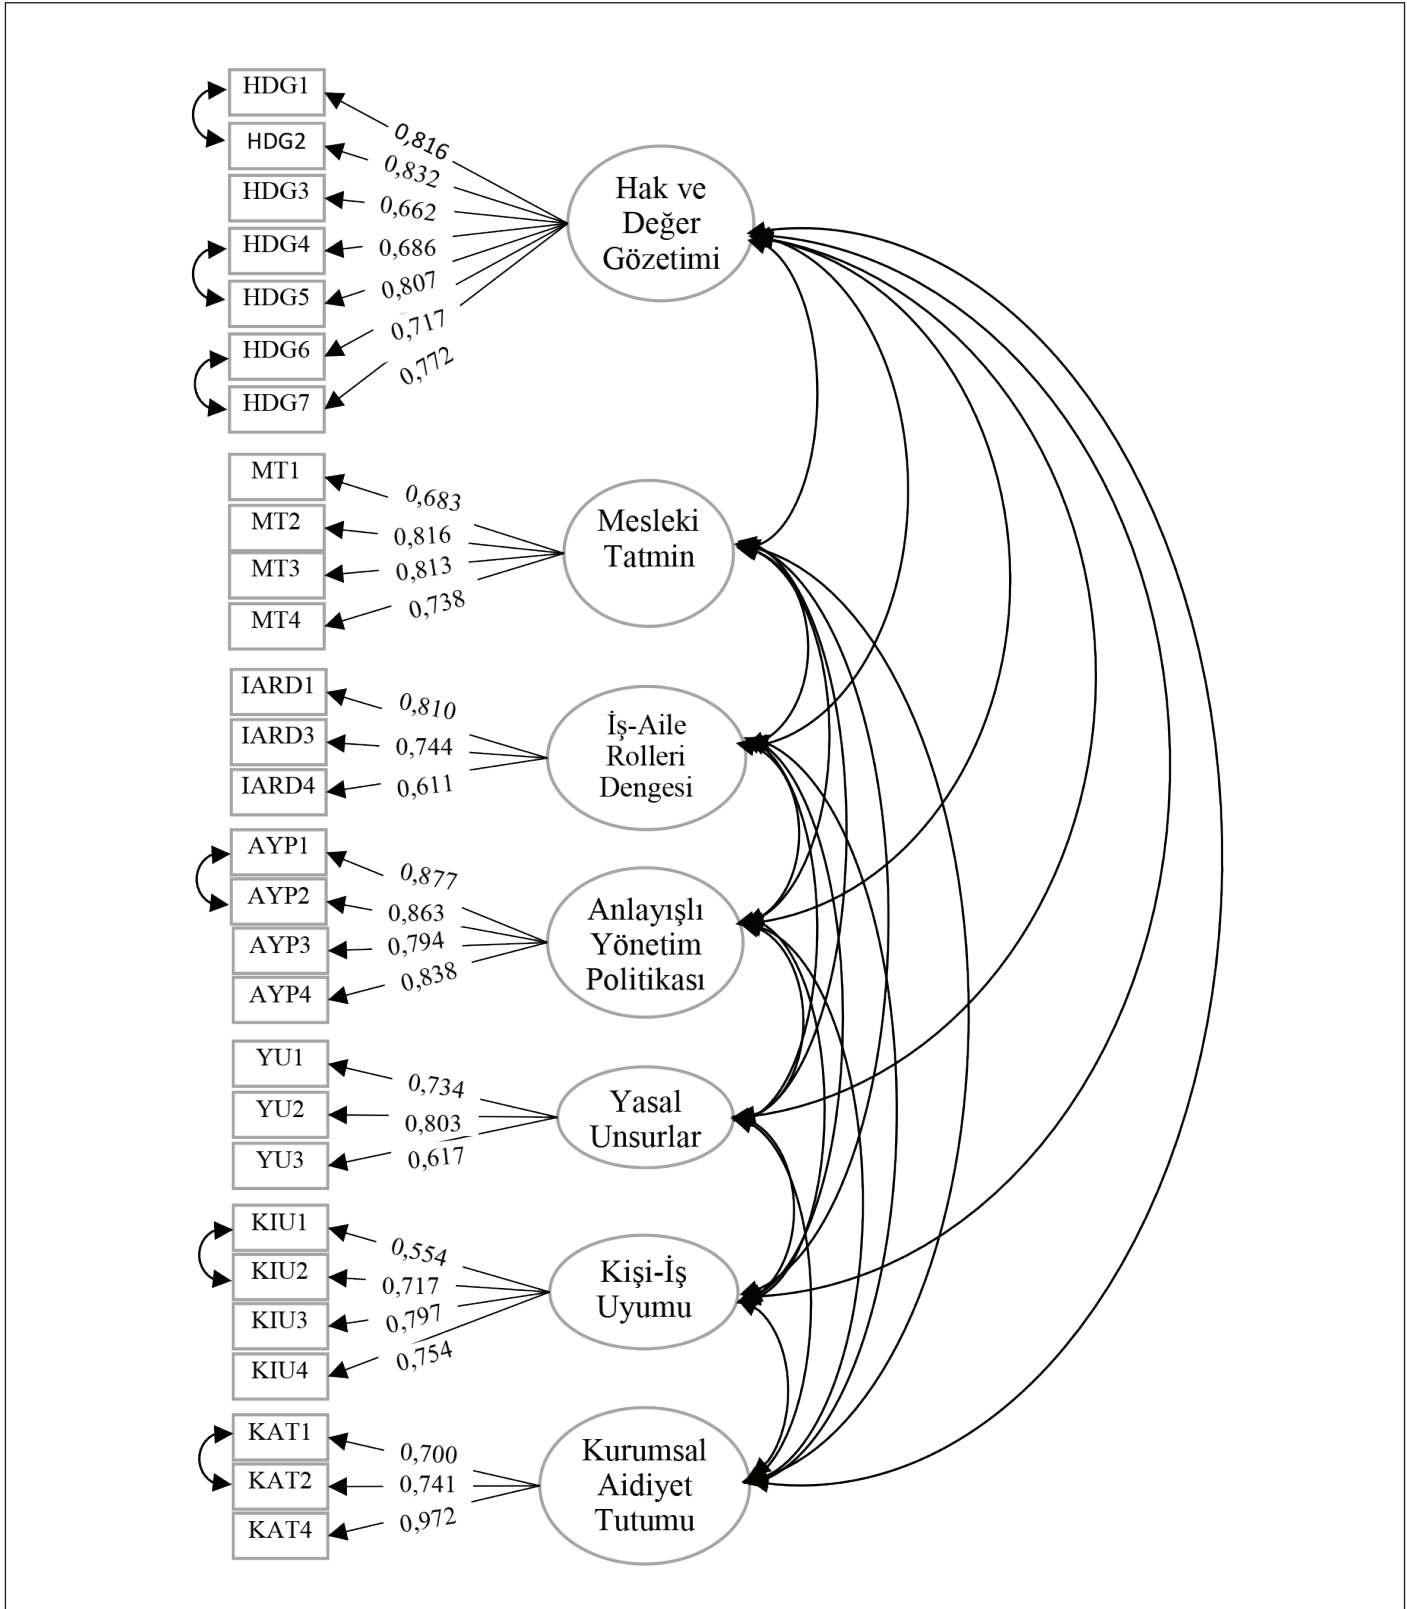 HDG1
HDG2
HDG3
HDG4
HDG5
HDG6
HDG7
0,816
0,832
0,662
0,686
0,807
0,717
0,772
Hak ve
Değer
Gözetimi
MT1
MT2
MT3
MT4
0,683
0,816
0,813
0,738
Mesleki
Tatmin
IARD1
IARD3
IARD4
0,810
0,744
0,611
İş-Aile
Rolleri
Dengesi
AYP1
AYP2
AYP3
AYP4
0,877
0,863
0,794
0,838
Anlayışlı
Yönetim
Politikası
YU1
YU2
YU3
0,734
0,803
0,617
Yasal
Unsurlar
KIU1
KIU2
KIU3
KIU4
0,554
0,717
0,797
0,754
Kişi-İş
Uyumu
KAT1
KAT2
KAT4
0,700
0,741
0,972
Kurumsal
Aidiyet
Tutumu